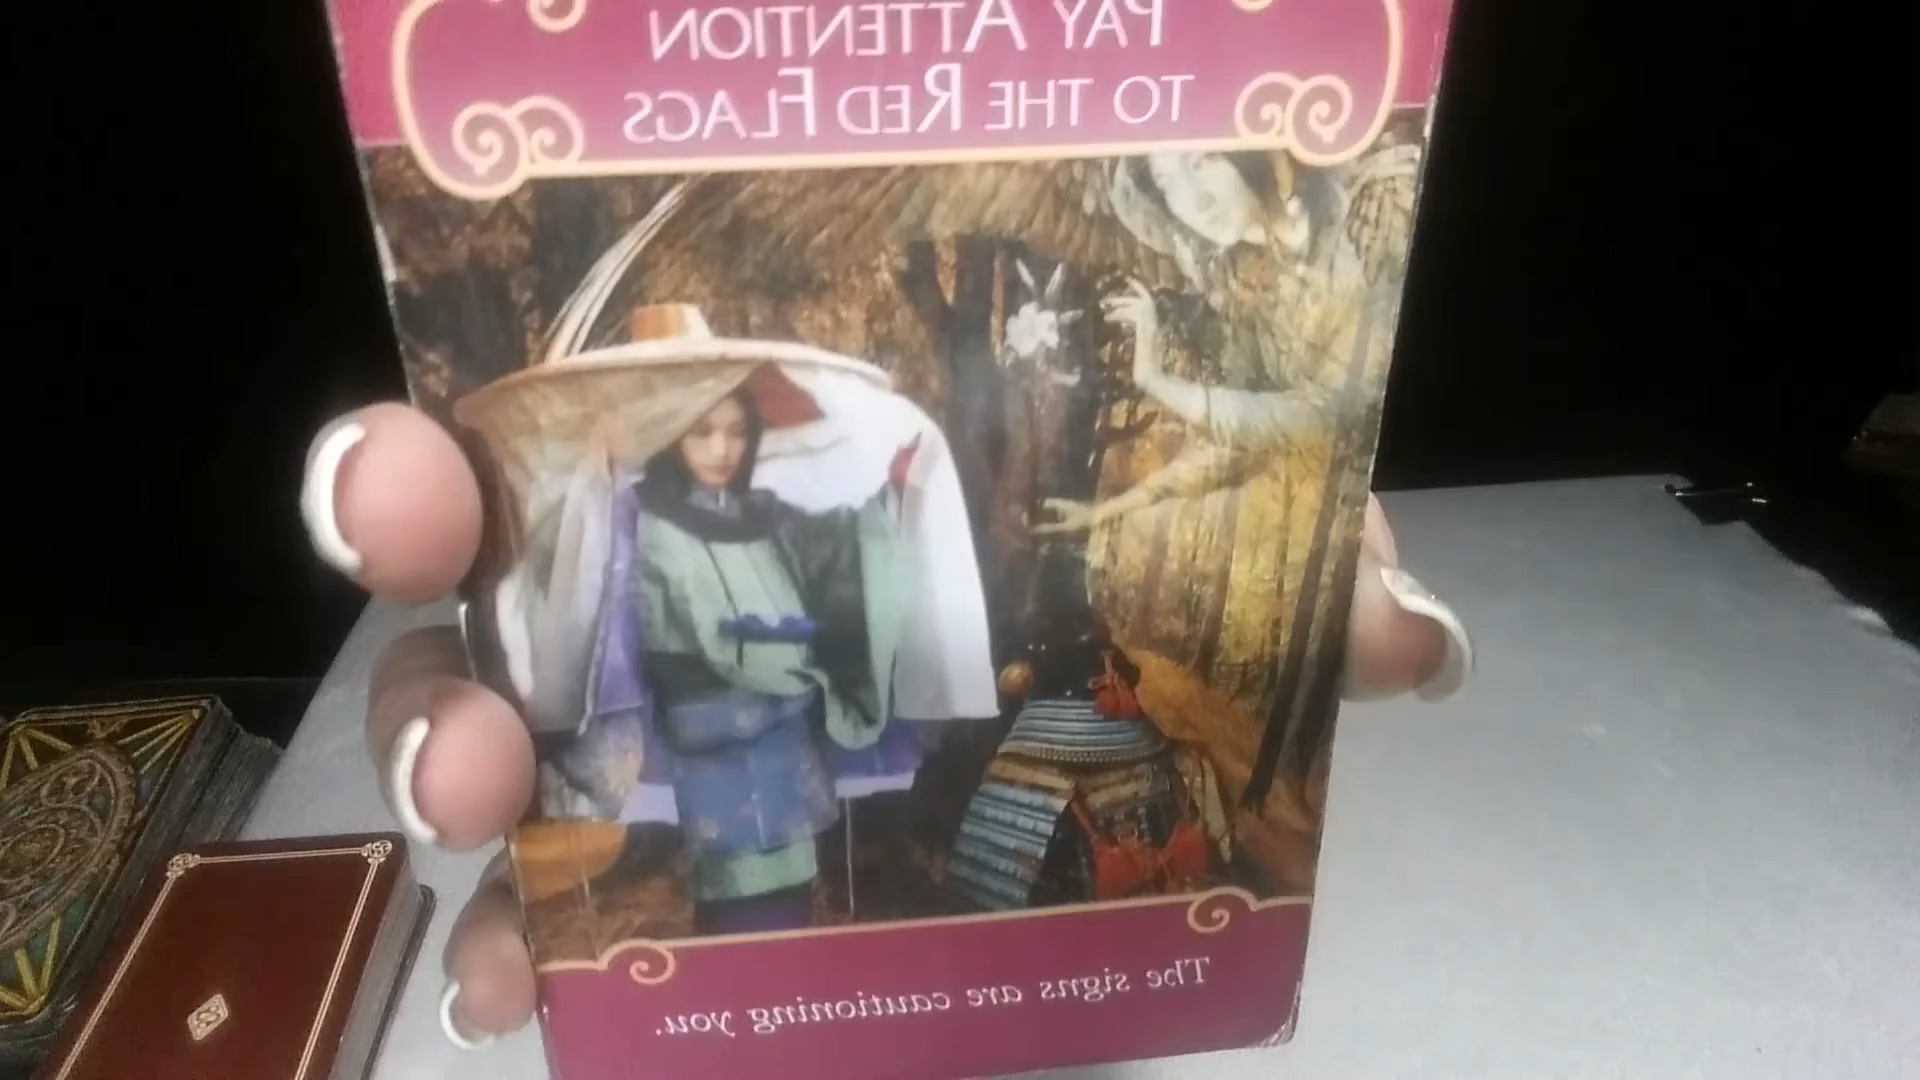 PAY ATTENTION
TO THE RED FLAGS
The signs are cautioning you.